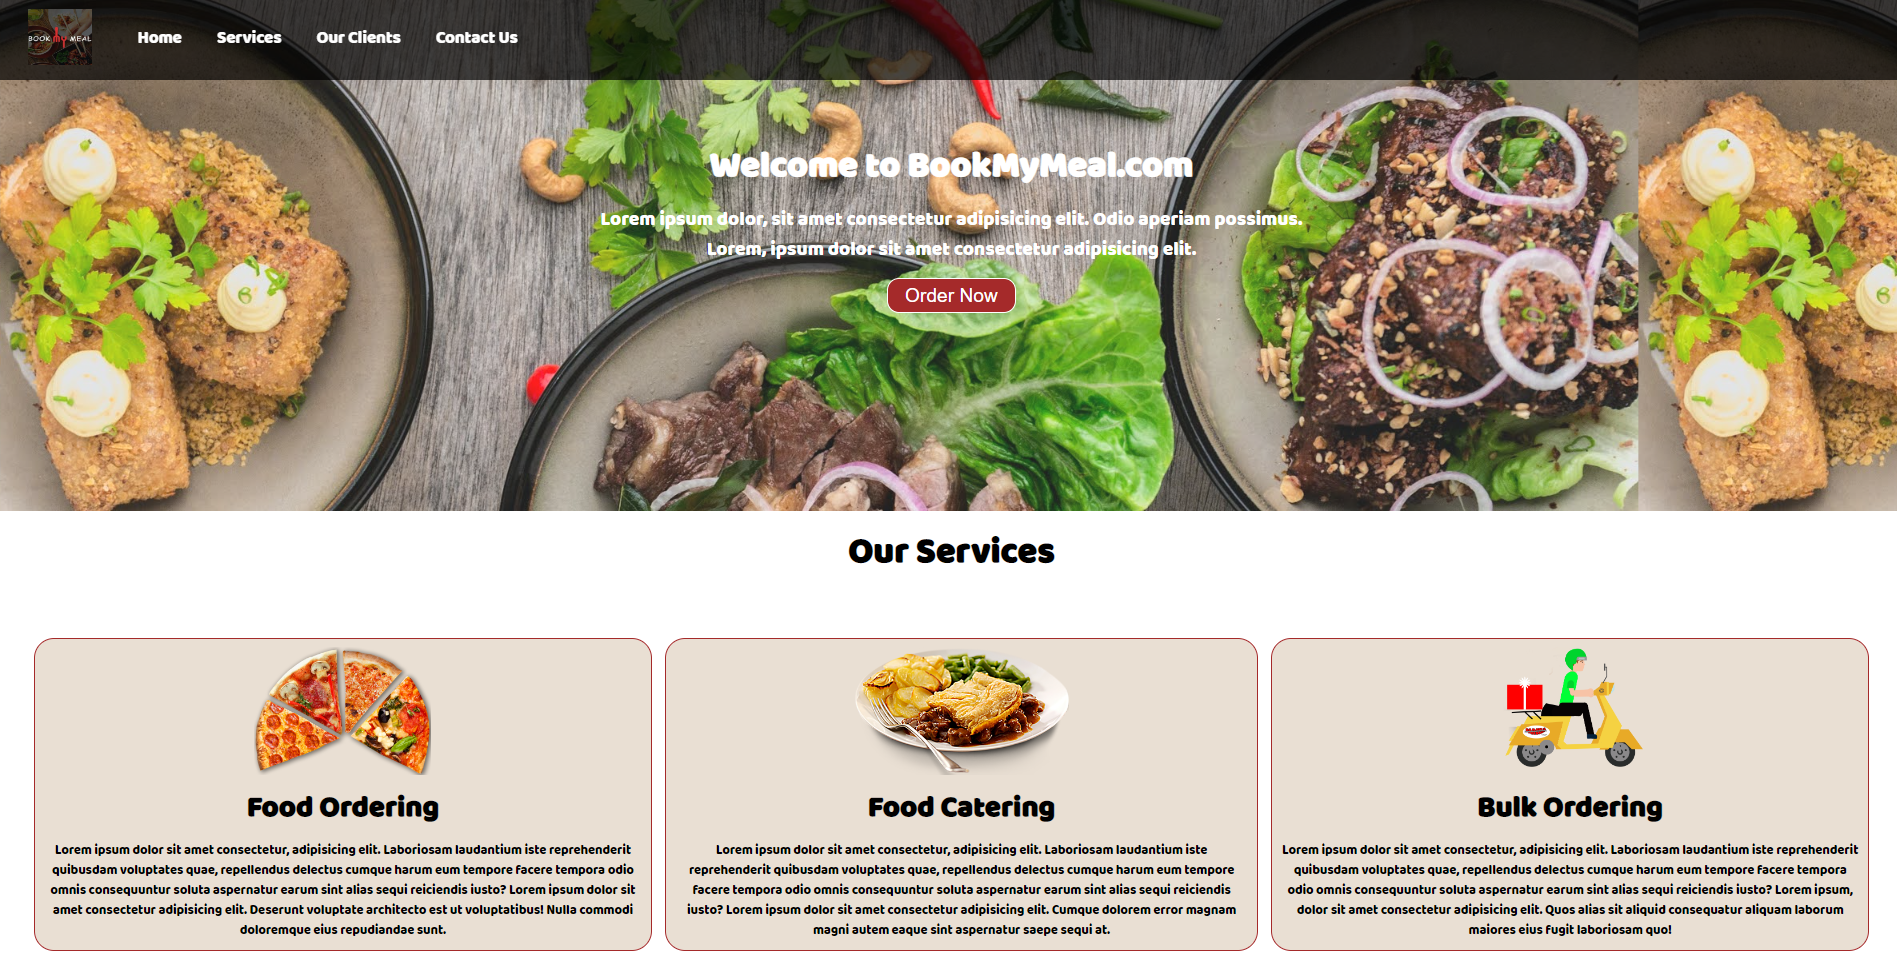 BOOK MY MEAL
Home Services Our Clients Contact Us
Welcome to BookMyMeal.com
Lorem ipsum dolor, sit amet consectetur adipisicing elit. Odio aperiam possimus.
Lorem, ipsum dolor sit amet consectetur adipisicing elit.
Order Now
Our Services
Food Ordering
Lorem ipsum dolor sit amet consectetur, adipisicing elit. Laboriosam laudantium iste reprehenderit
quibusdam voluptates quae, repellendus delectus cumque harum eum tempore facere tempora odio
omnis consequuntur soluta aspernatur earum sint alias sequi reiciendis iusto? Lorem ipsum dolor sit
amet consectetur adipisicing elit. Deserunt voluptate architecto est ut voluptatibus! Nulla commodi
doloremque eius repudiandae sunt.
Food Catering
Lorem ipsum dolor sit amet consectetur, adipisicing elit. Laboriosam laudantium iste
reprehenderit quibusdam voluptates quae, repellendus delectus cumque harum eum tempore
facere tempora odio omnis consequuntur soluta aspernatur earum sint alias sequi reiciendis
iusto? Lorem ipsum dolor sit amet consectetur adipisicing elit. Cumque dolorem error magnam
magni autem eaque sint aspernatur saepe sequi at.
Bulk Ordering
Lorem ipsum dolor sit amet consectetur, adipisicing elit. Laboriosam laudantium iste reprehenderit
quibusdam voluptates quae, repellendus delectus cumque harum eum tempore facere tempora
odio omnis consequuntur soluta aspernatur earum sint alias sequi reiciendis iusto? Lorem ipsum,
dolor sit amet consectetur adipisicing elit. Quos alias sit aliquid consequatur aliquam laborum
maiores eius fugit laboriosam quo!